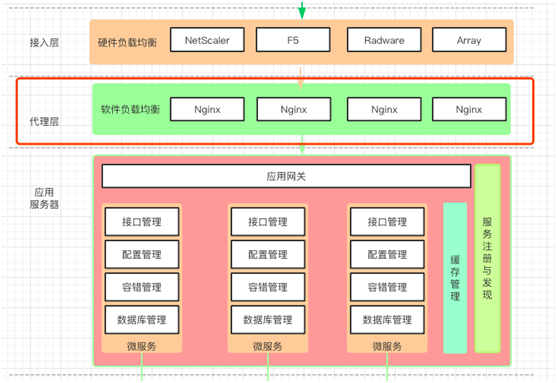 接入层
硬件负载均衡
NetScaler
F5
Radware
Array
代理层
软件负载均衡
Nginx
Nginx
Nginx
Nginx
应用
服务器
应用网关
接口管理
配置管理
容错管理
数据库管理
微服务
接口管理
配置管理
容错管理
数据库管理
微服务
接口管理
配置管理
容错管理
数据库管理
微服务
缓存管理
服务注册与发现